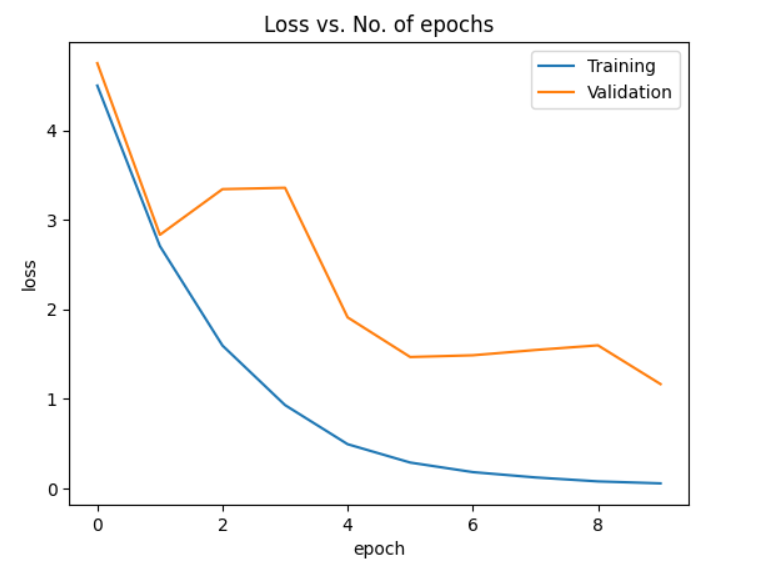 Loss vs. No. of epochs
Training
Validation
4
3
2
1
0
loss
0 2 4 6 8
epoch